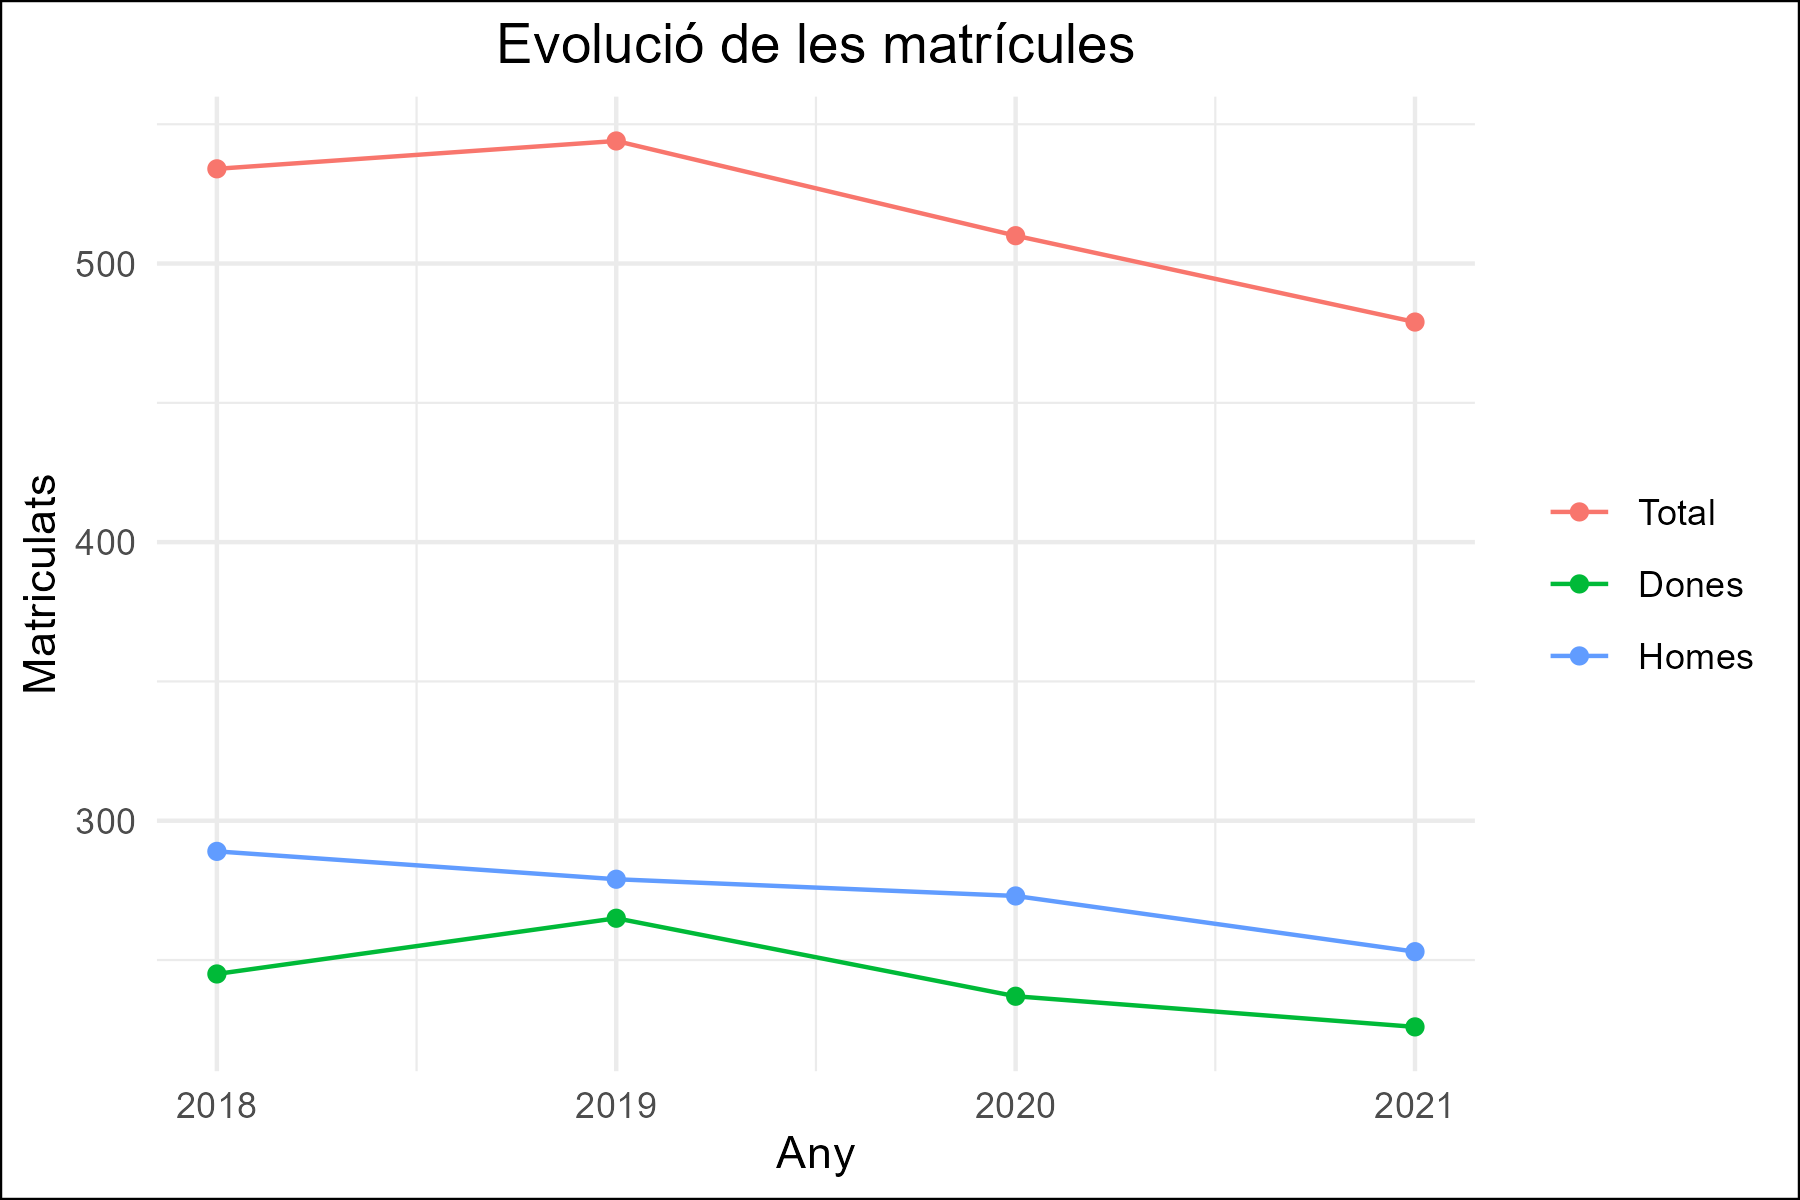 Evolució de les matrícules
Matriculats
500
400
300
2018
2019
2020
2021
Any
Total
Dones
Homes